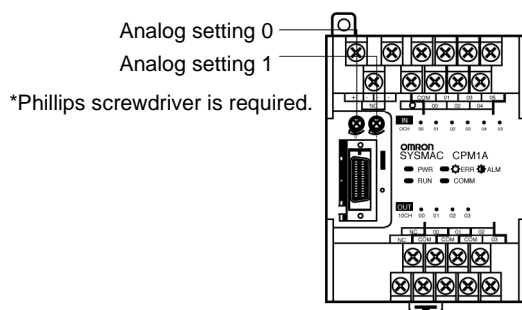 Analog setting 0
Analog setting 1
*Phillips screwdriver is required.
+ - -
NC
COM 01 03 05
00 02 04
0 1
IN
0CH 00 01 02 03 04 05
OMRON
SYSMAC CPM1A
PWR ERR ALM
RUN COMM
OUT
10CH 00 01 02 03
NC 00 01 02
NC COM COM COM 03